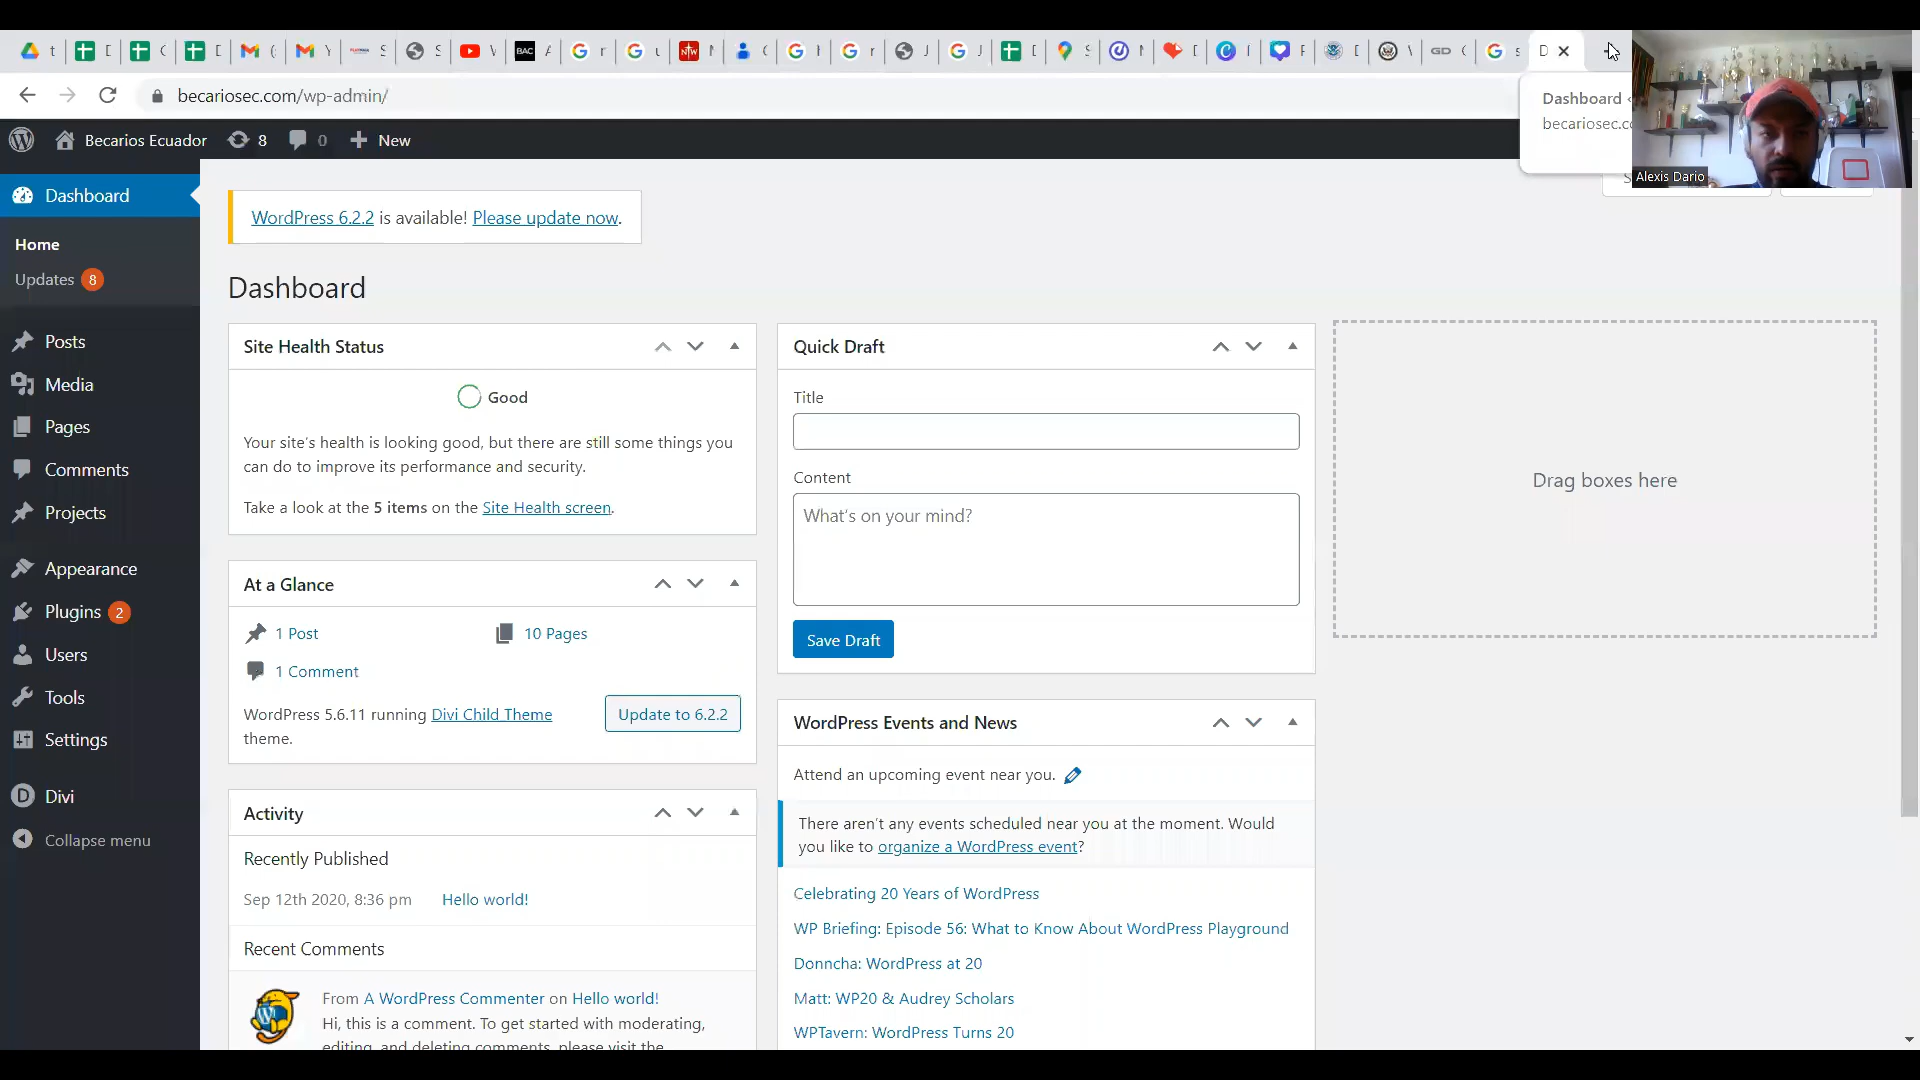 BAC
GD
becariosec.com/wp-admin/
Dashboard
becariosec.co
Alexis Dario
Becarios Ecuador
8
0
New
Dashboard
Home
Updates 8
Posts
Media
Pages
Comments
Projects
Appearance
Plugins 2
Users
Tools
Settings
Divi
Collapse menu
WordPress 6.2.2 is available! Please update now.
Dashboard
Site Health Status
Good
Your site's health is looking good, but there are still some things you
can do to improve its performance and security.
Take a look at the 5 items on the Site Health screen.
At a Glance
1 Post
10 Pages
1 Comment
WordPress 5.6.11 running Divi Child Theme
theme.
Update to 6.2.2
Activity
Recently Published
Sep 12th 2020, 8:36 pm
Hello world!
Recent Comments
From A WordPress Commenter on Hello world!
Hi, this is a comment. To get started with moderating,
editing, and deleting comments, please visit the
Quick Draft
Title
Content
What's on your mind?
Save Draft
WordPress Events and News
Attend an upcoming event near you.
There aren't any events scheduled near you at the moment. Would
you like to organize a WordPress event?
Celebrating 20 Years of WordPress
WP Briefing: Episode 56: What to Know About WordPress Playground
Donncha: WordPress at 20
Matt: WP20 & Audrey Scholars
WPTavern: WordPress Turns 20
Drag boxes here